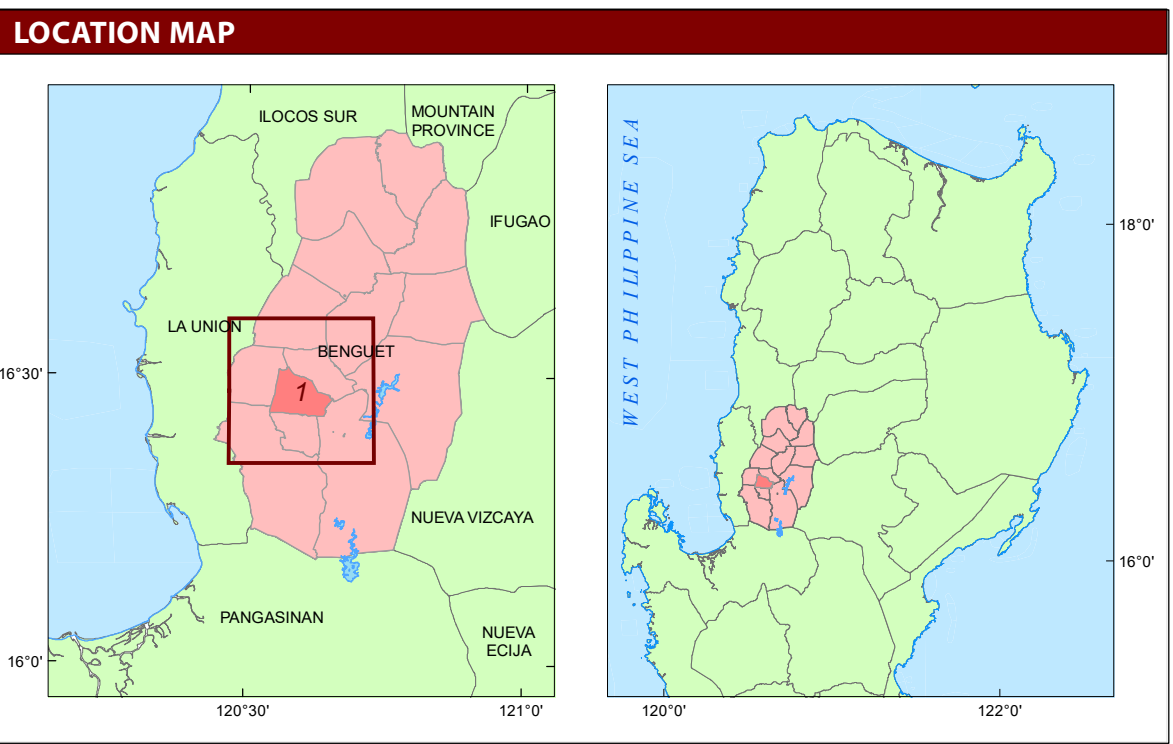 LOCATION MAP
ILOCOS SUR
MOUNTAIN
PROVINCE
IFUGAO
LA UNION
BENGUET
16°30'
1
NUEVA VIZCAYA
PANGASINAN
NUEVA
ECIJA
16°0'
120°30'
121°0'
WEST PHILIPPINE SEA
18°0'
16°0'
120°0'
122°0'